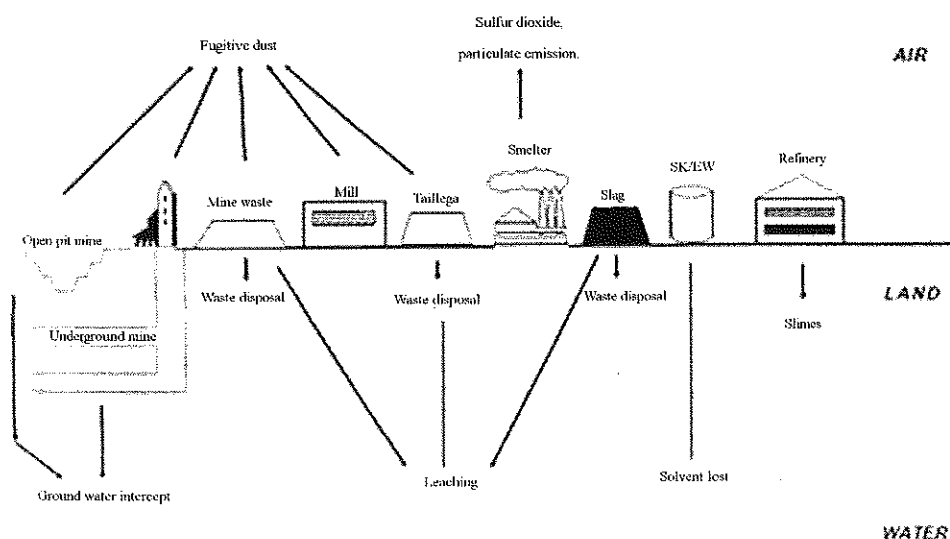 Sulfur dioxide,
Fugitive dust
particulate emission.
AIR
Smelter
SK/EW
Refinery
Mill
Taillega
Mine waste
Slag
Open pit mine
Waste disposal
Waste disposal
Waste disposal
LAND
Slimes
Underground mine
Leaching
Solvent lost
Ground water intercept
WATER